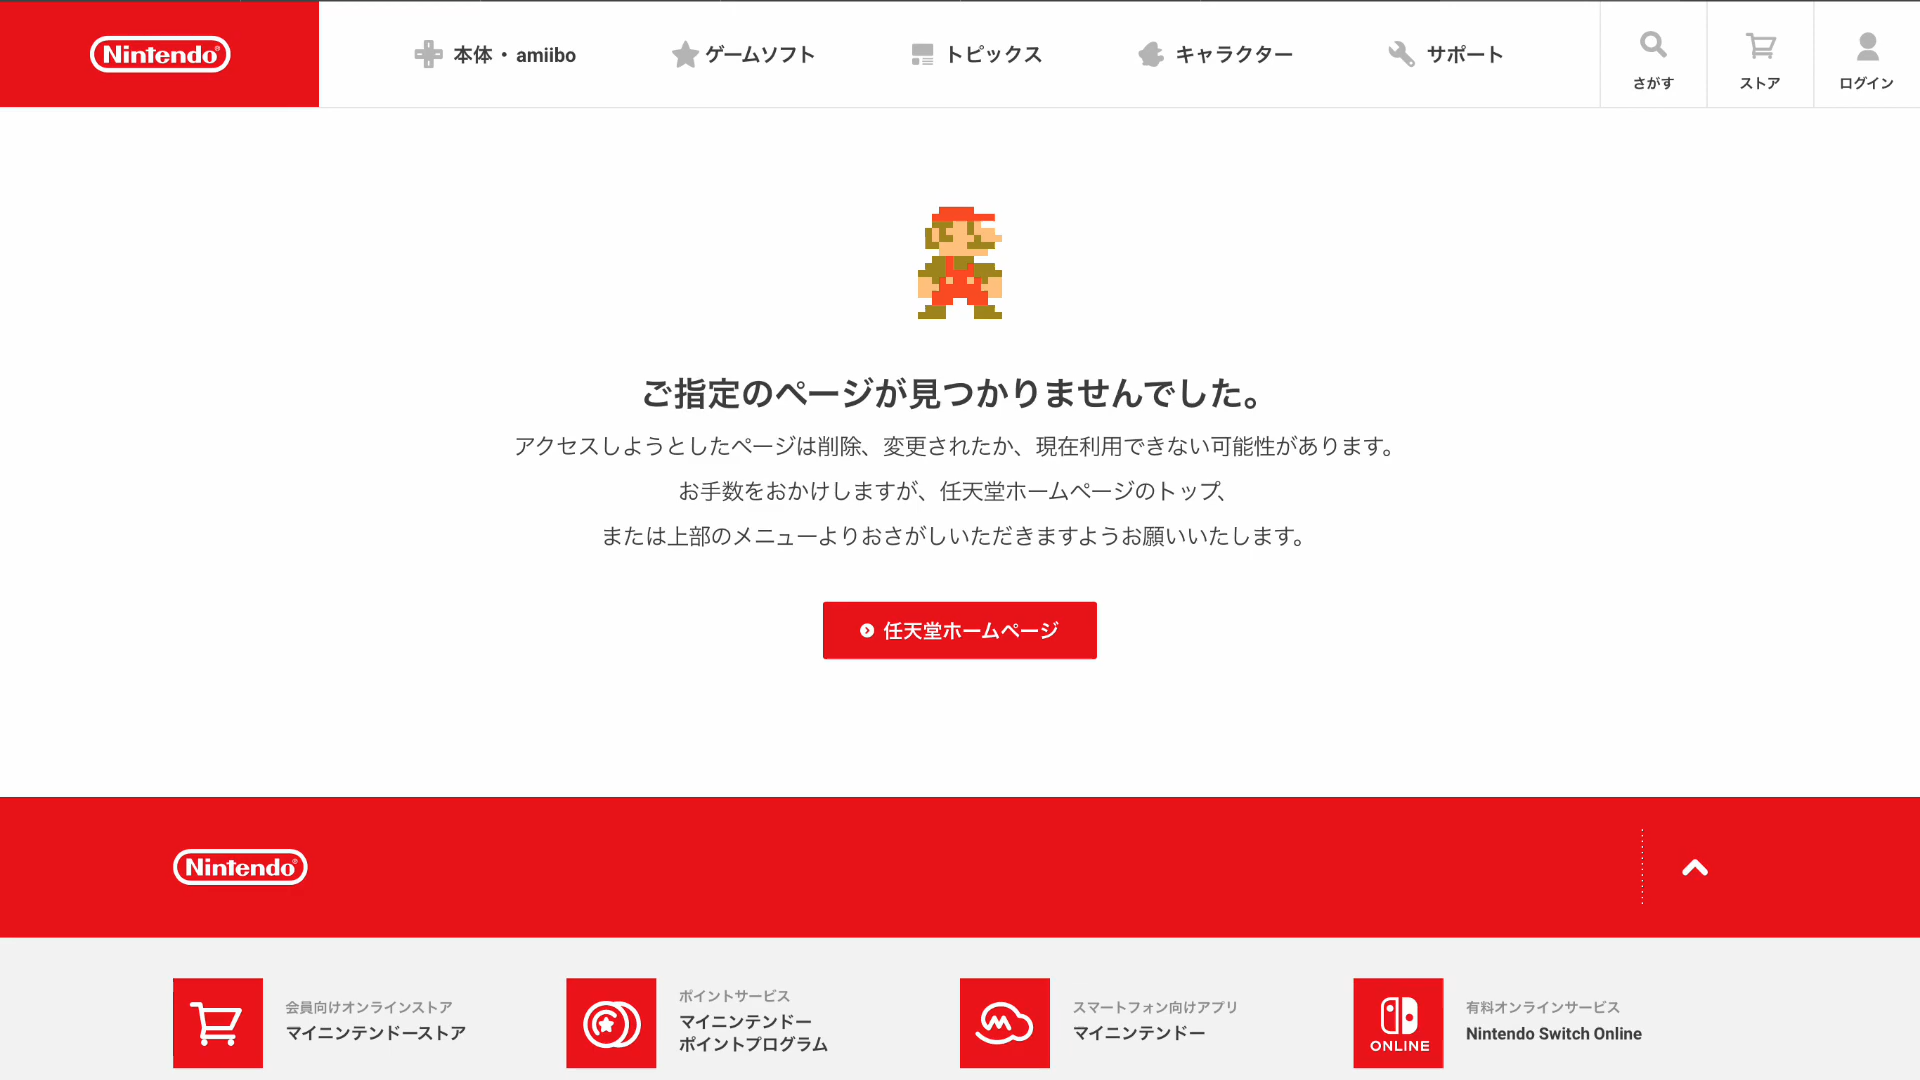 Nintendo
本体・amiibo
ゲームソフト
トピックス
キャラクター
サポート
さがす
ストア
ログイン
ご指定のページが見つかりませんでした。
アクセスしようとしたページは削除、変更されたか、現在利用できない可能性があります。
お手数をおかけしますが、任天堂ホームページのトップ、
または上部のメニューよりおさがしいただきますようお願いいたします。
任天堂ホームページ
Nintendo
会員向けオンラインストア
マイニンテンドーストア
ポイントサービス
マイニンテンドー
ポイントプログラム
スマートフォン向けアプリ
マイニンテンドー
ONLINE
有料オンラインサービス
Nintendo Switch Online